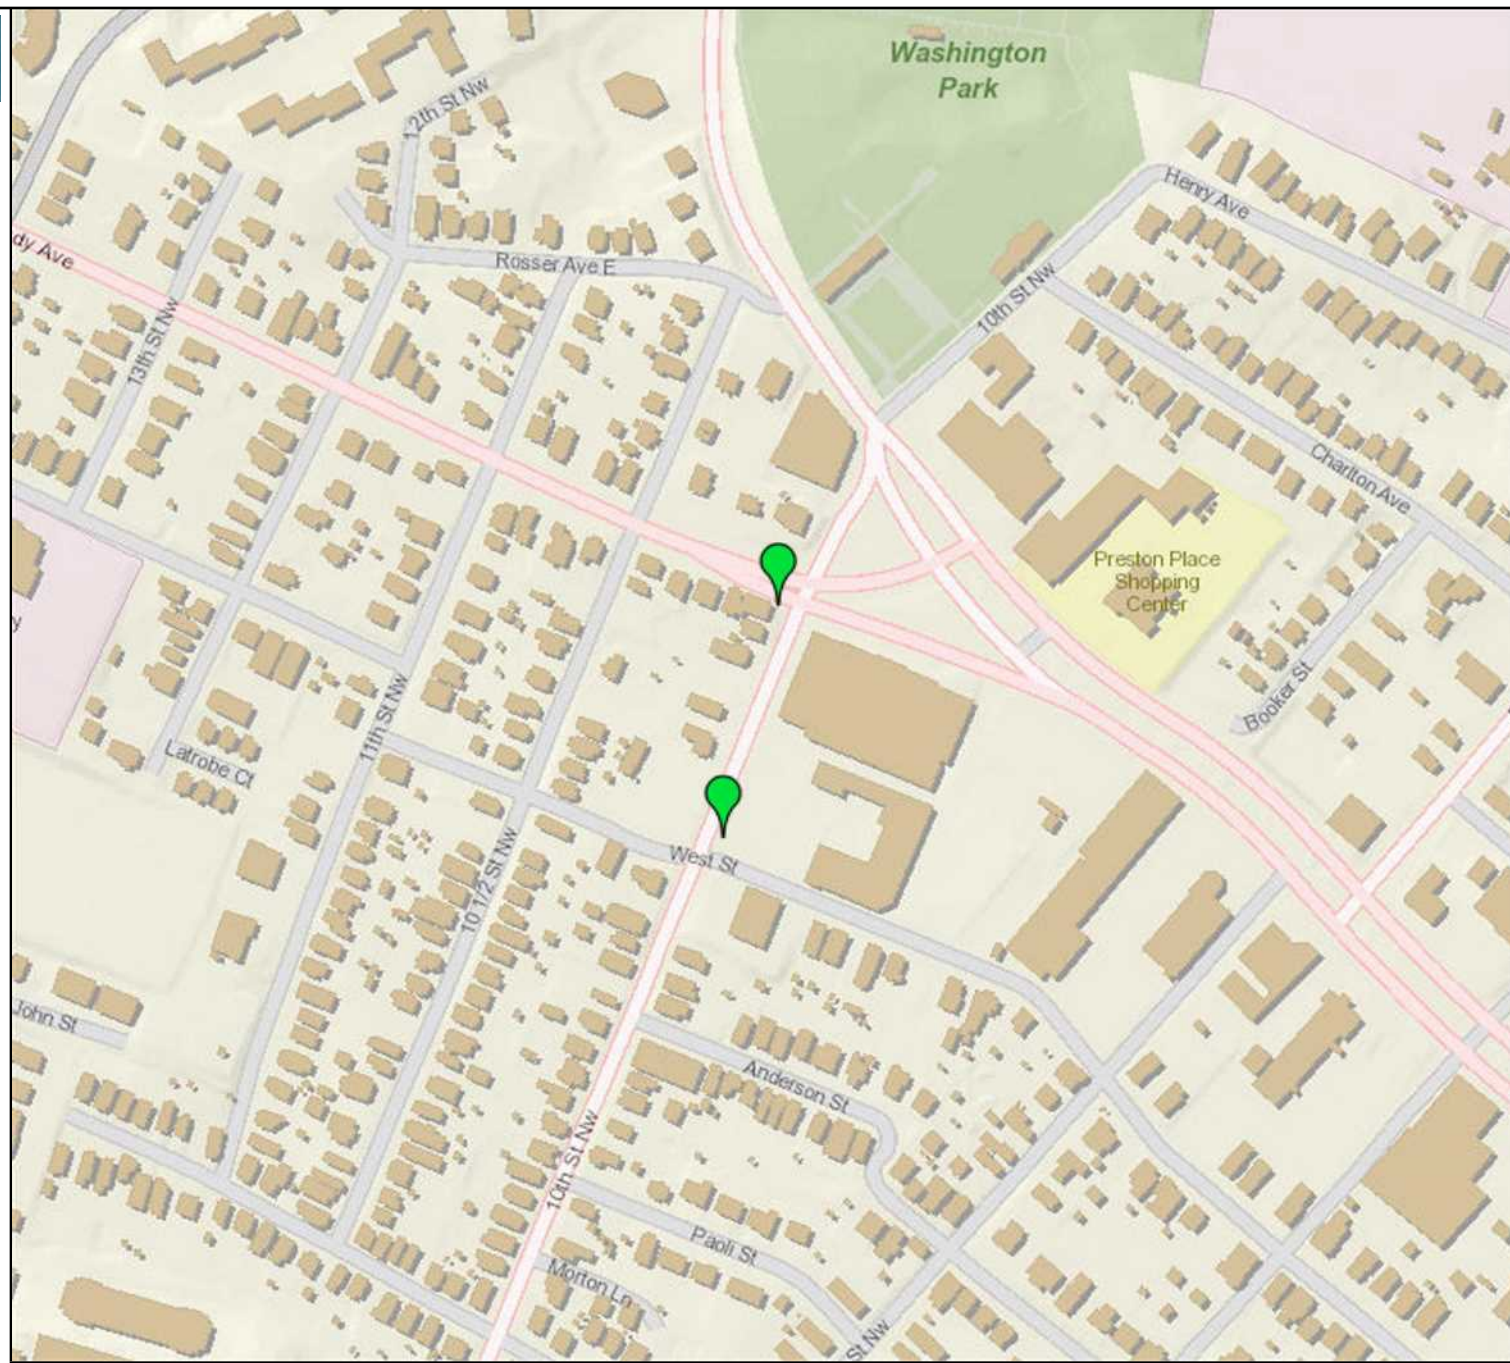 Washington
Park
12th St Nw
Henry Ave
dy Ave
Rosser Ave E
10th St Nw
13th St Nw
Charlton Ave
Preston Place
Shopping
Center
y
Booker St
11th St Nw
Latrobe Ct
West St
10 1/2 St Nw
John St
Anderson St
10th St Nw
Paoli St
Morton Ln
St Nw